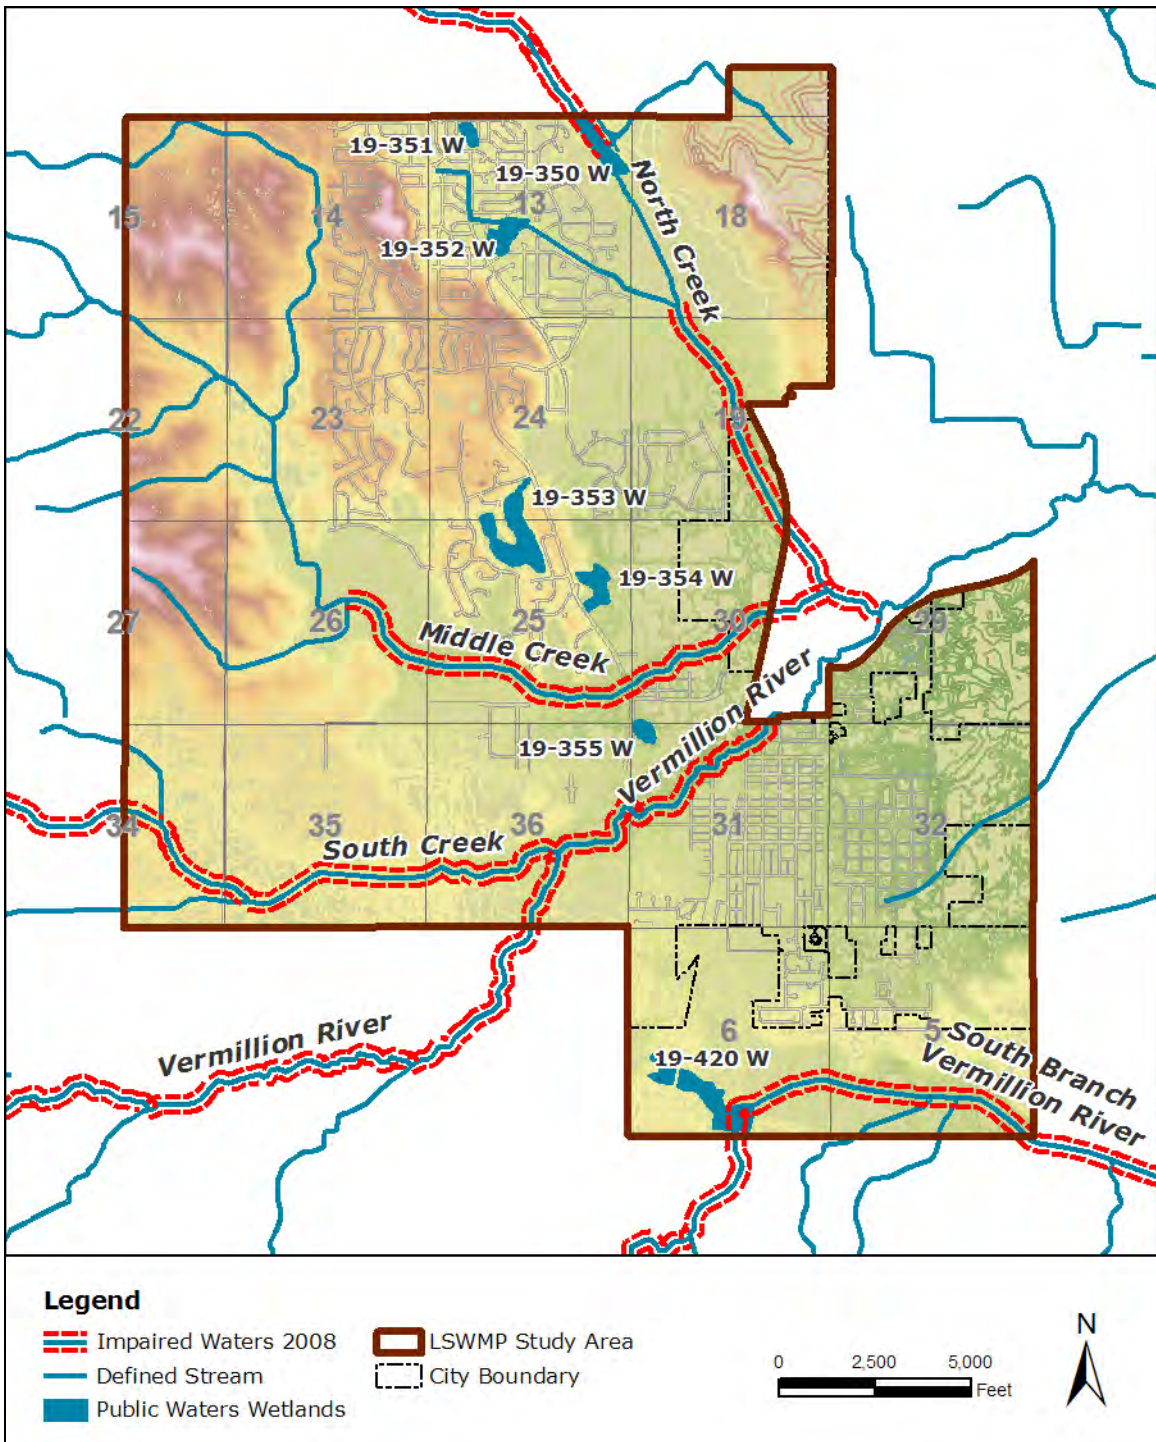 19-351 W
19-350 W
North Creek
13
15
14
18
19-352 W
22
23
24
19
19-353 W
19-354 W
27
26
25
30
29
Middle Creek
Vermillion River
19-355 W
34
35
36
31
32
South Creek
Vermillion River
6
5
19-420 W
South Branch
Vermillion River
Legend
Impaired Waters 2008
Defined Stream
Public Waters Wetlands
LSWMP Study Area
City Boundary
0 2,500 5,000
Feet
N